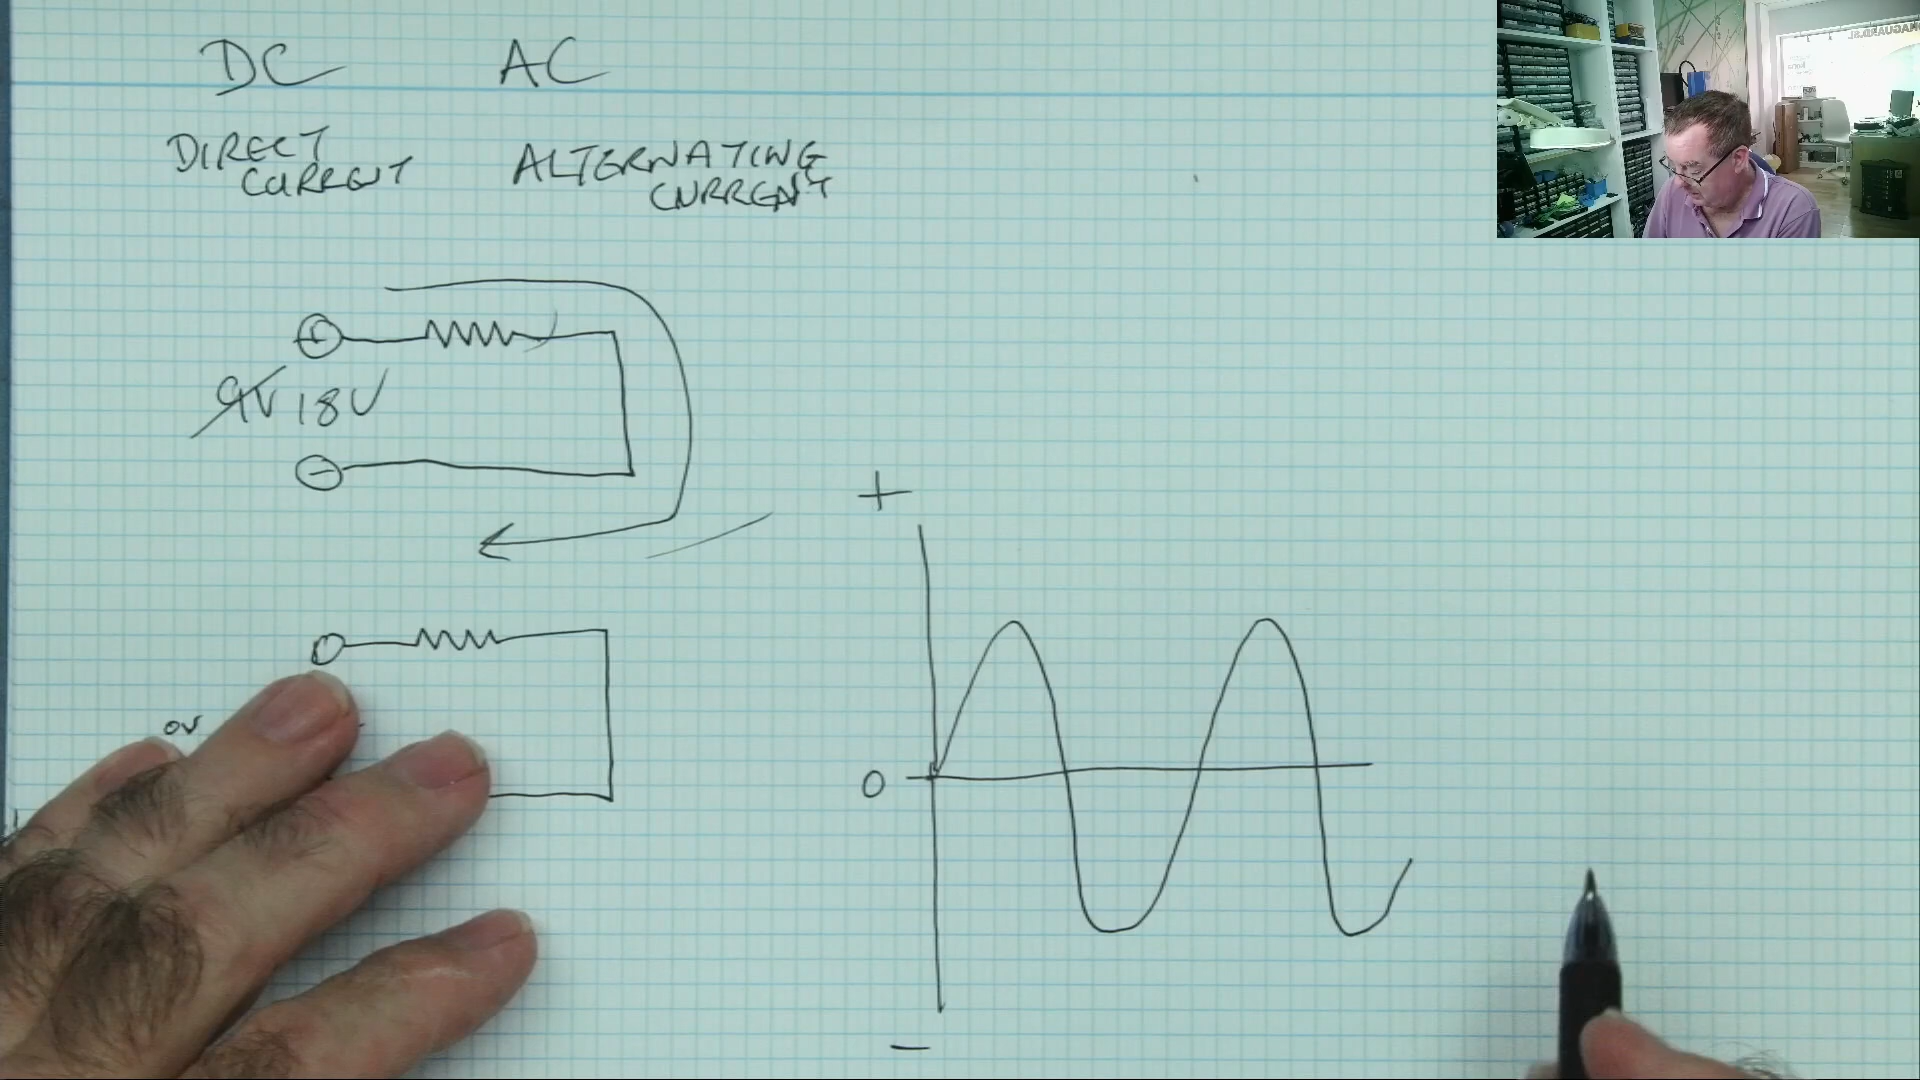 DC AC
DIRECT
CURRENT
ALTERNATING
CURRENT
+
9V 18V
-
+
0V
0
-